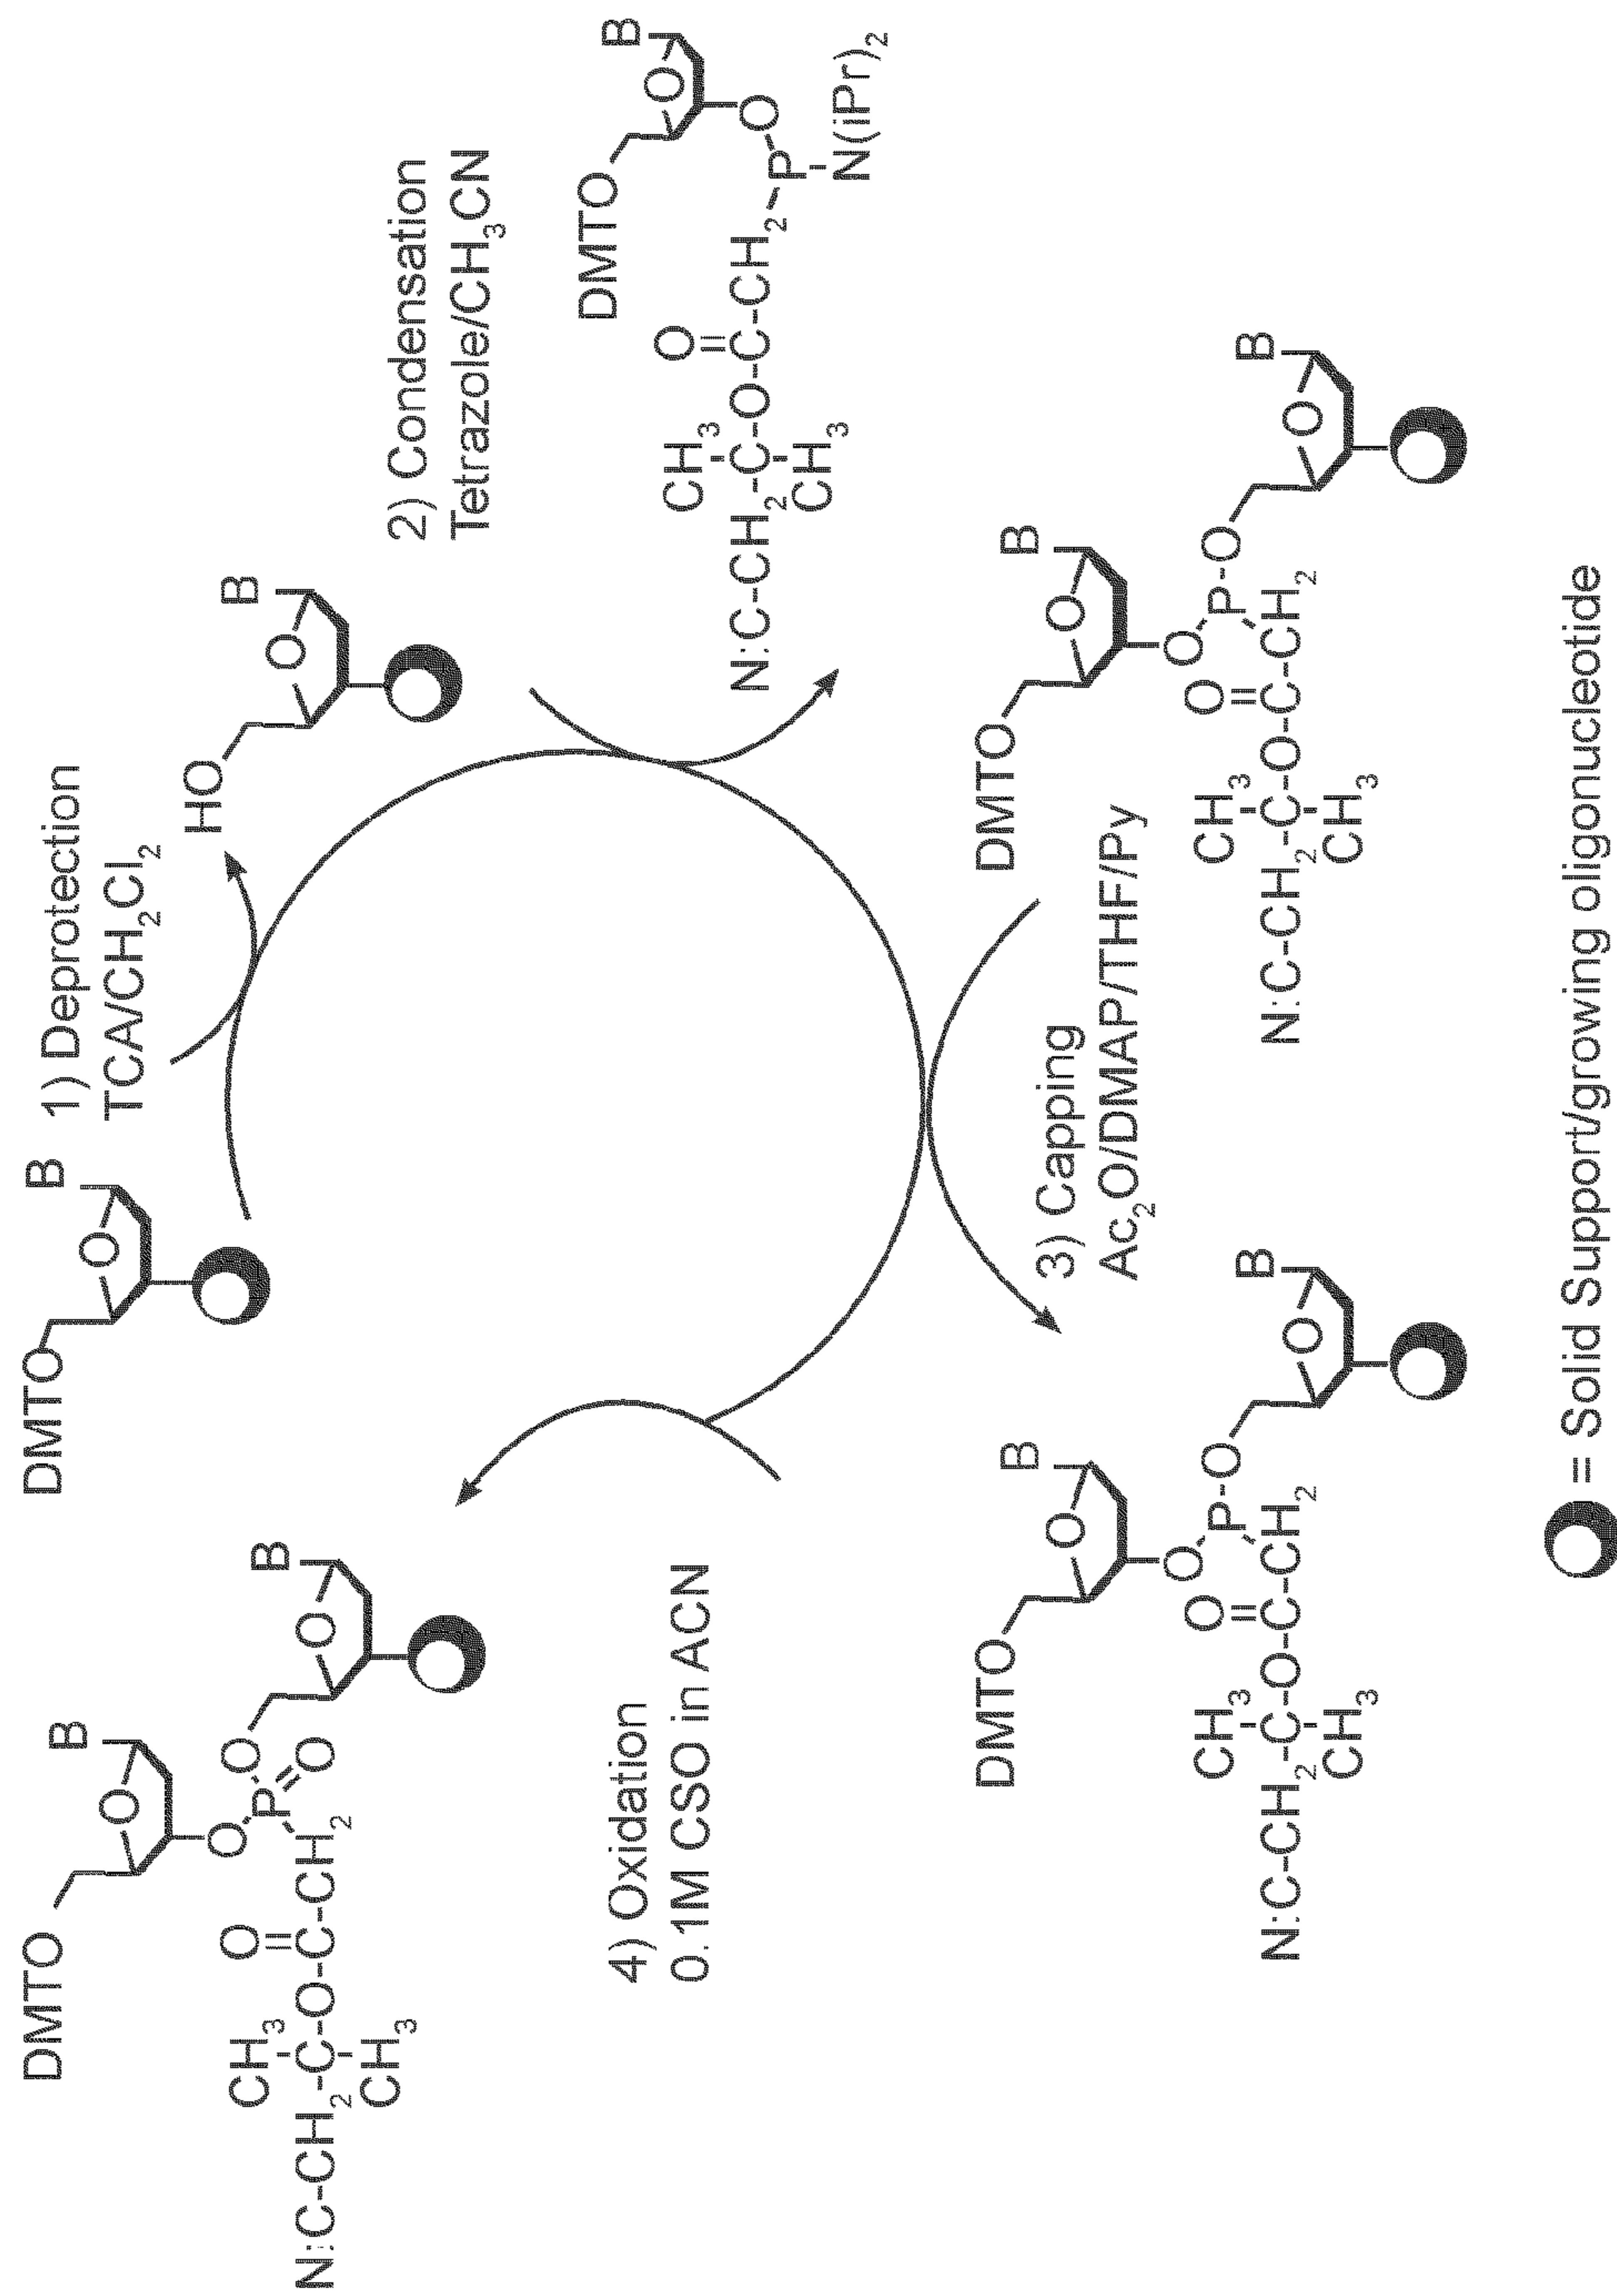 DMTO
B
O
O
O
B
P
O
O
O
CH₃
N:C-CH₂-C-O-C-CH₂
CH₃
DMTO
B
O
1) Deprotection
TCA/CH₂Cl₂
HO
B
O
2) Condensation
Tetrazole/CH₃CN
DMTO
B
O
O
O
P
CH₃
N:C-CH₂-C-O-C-CH₂
CH₃
N(iPr)₂
4) Oxidation
0.1M CSO in ACN
DMTO
B
O
O
P-O
B
O
O
CH₃
N:C-CH₂-C-O-C-CH₂
CH₃
3) Capping
Ac₂O/DMAP/THF/Py
DMTO
B
O
O
P-O
B
O
O
CH₃
N:C-CH₂-C-O-C-CH₂
CH₃
= Solid Support/growing oligonucleotide